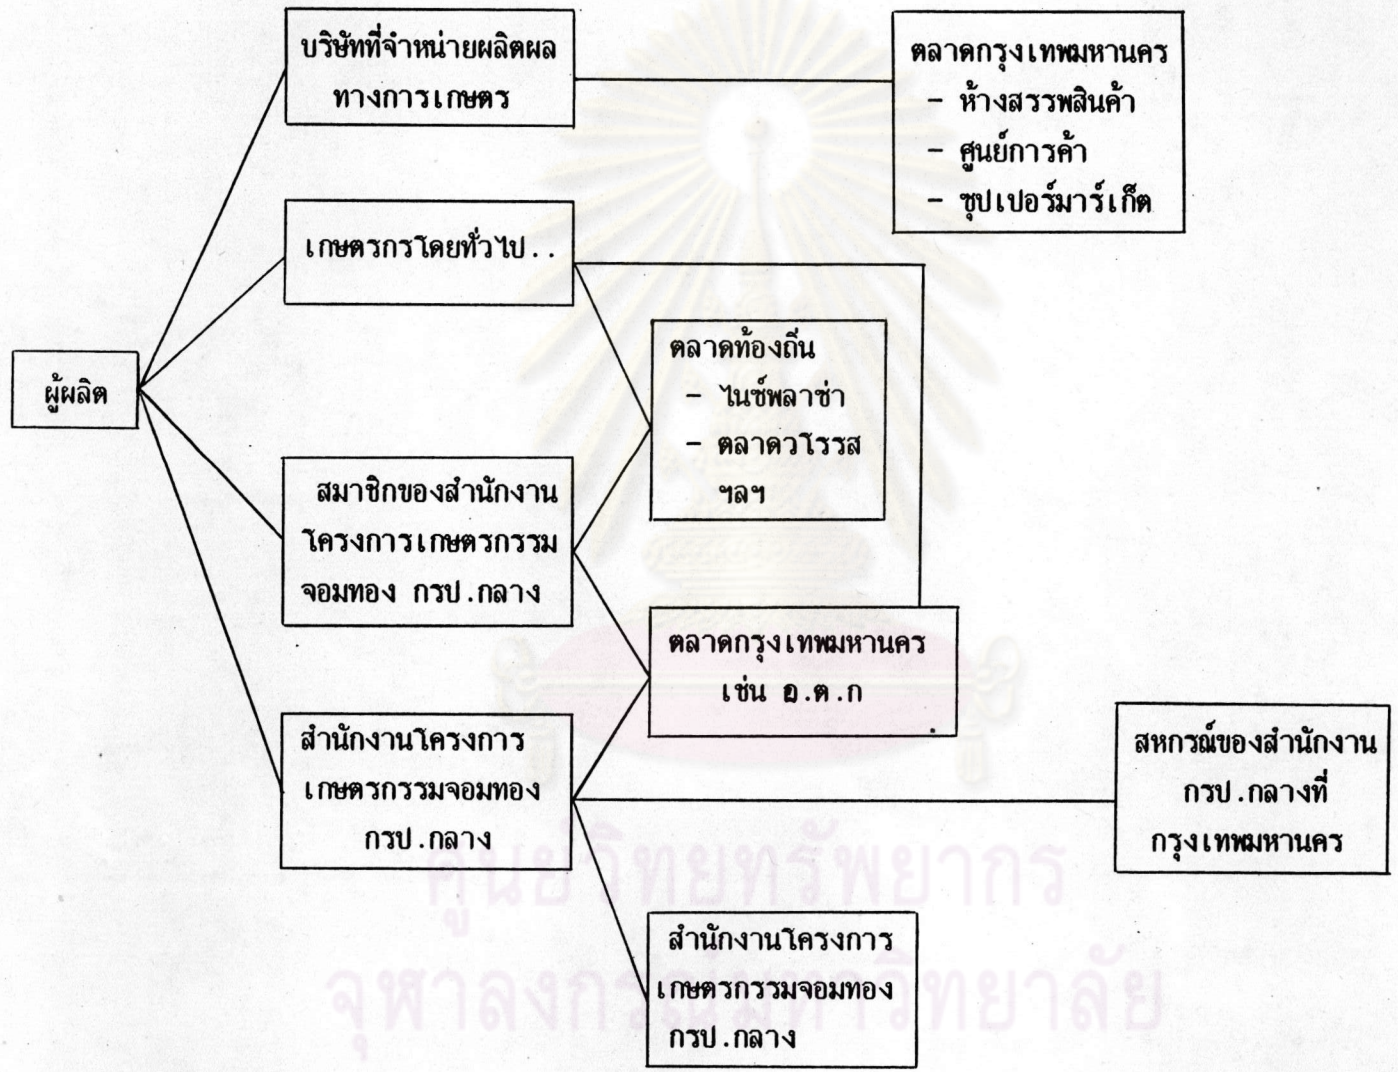 บริษัทที่จำหน่ายผลิตผล
ทางการเกษตร
ตลาดกรุงเทพมหานคร
- ห้างสรรพสินค้า
- ศูนย์การค้า
- ซุปเปอร์มาร์เก็ต
เกษตรกรโดยทั่วไป..
ตลาดท้องถิ่น
- ไนซ์พลาซ่า
- ตลาดวโรรส
ฯลฯ
ผู้ผลิต
สมาชิกของสำนักงาน
โครงการเกษตรกรรม
จอมทอง กรป.กลาง
ตลาดกรุงเทพมหานคร
เช่น อ.ต.ก
สำนักงานโครงการ
เกษตรกรรมจอมทอง
กรป.กลาง
สหกรณ์ของสำนักงาน
กรป.กลางที่
กรุงเทพมหานคร
สำนักงานโครงการ
เกษตรกรรมจอมทอง
กรป.กลาง
ศูนย์วิทยทรัพยากร
จุฬาลงกรณ์มหาวิทยาลัย